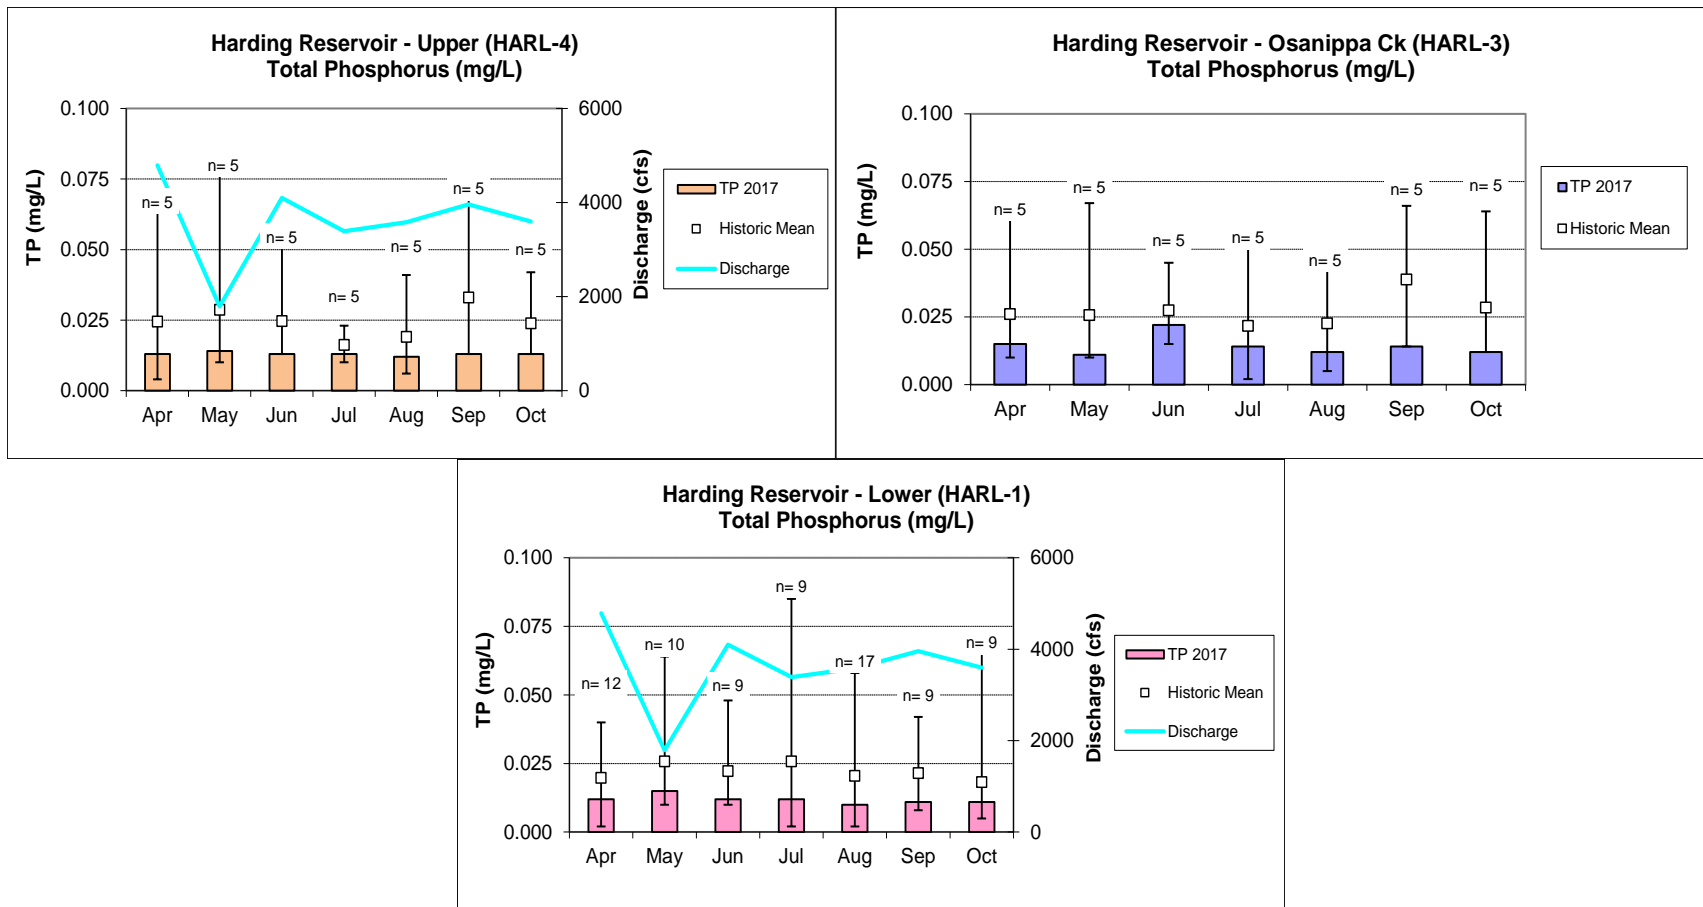 Harding Reservoir - Upper (HARL-4)
Total Phosphorus (mg/L)
TP (mg/L)
0.100
0.075
0.050
0.025
0.000
n= 5
n= 5
n= 5
n= 5
n= 5
n= 5
n= 5
6000
4000
2000
0
Discharge (cfs)
Apr May Jun Jul Aug Sep Oct
TP 2017
Historic Mean
Discharge
Harding Reservoir - Osanippa Ck (HARL-3)
Total Phosphorus (mg/L)
TP (mg/L)
0.100
0.075
0.050
0.025
0.000
n= 5
n= 5
n= 5
n= 5
n= 5
n= 5
n= 5
Apr May Jun Jul Aug Sep Oct
TP 2017
Historic Mean
Harding Reservoir - Lower (HARL-1)
Total Phosphorus (mg/L)
TP (mg/L)
0.100
0.075
0.050
0.025
0.000
n= 12
n= 10
n= 9
n= 9
n= 17
n= 9
n= 9
6000
4000
2000
0
Discharge (cfs)
Apr May Jun Jul Aug Sep Oct
TP 2017
Historic Mean
Discharge